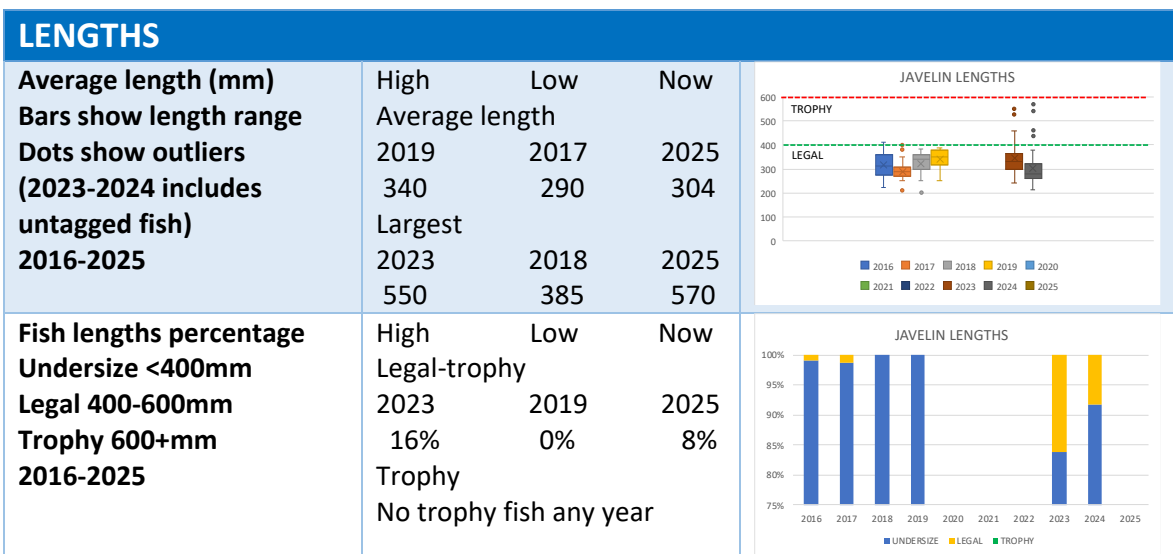 LENGTHS
Average length (mm)
Bars show length range
Dots show outliers
(2023-2024 includes
untagged fish)
2016-2025
High Low Now
Average length
2019 2017 2025
340 290 304
Largest
2023 2018 2025
550 385 570
JAVELIN LENGTHS
600
TROPHY
500
400
LEGAL
300
200
100
0
2016 2017 2018 2019 2020
2021 2022 2023 2024 2025
Fish lengths percentage
Undersize <400mm
Legal 400-600mm
Trophy 600+mm
2016-2025
High Low Now
Legal-trophy
2023 2019 2025
16% 0% 8%
Trophy
No trophy fish any year
JAVELIN LENGTHS
100%
95%
90%
85%
80%
75%
2016 2017 2018 2019 2020 2021 2022 2023 2024 2025
UNDERSIZE LEGAL TROPHY